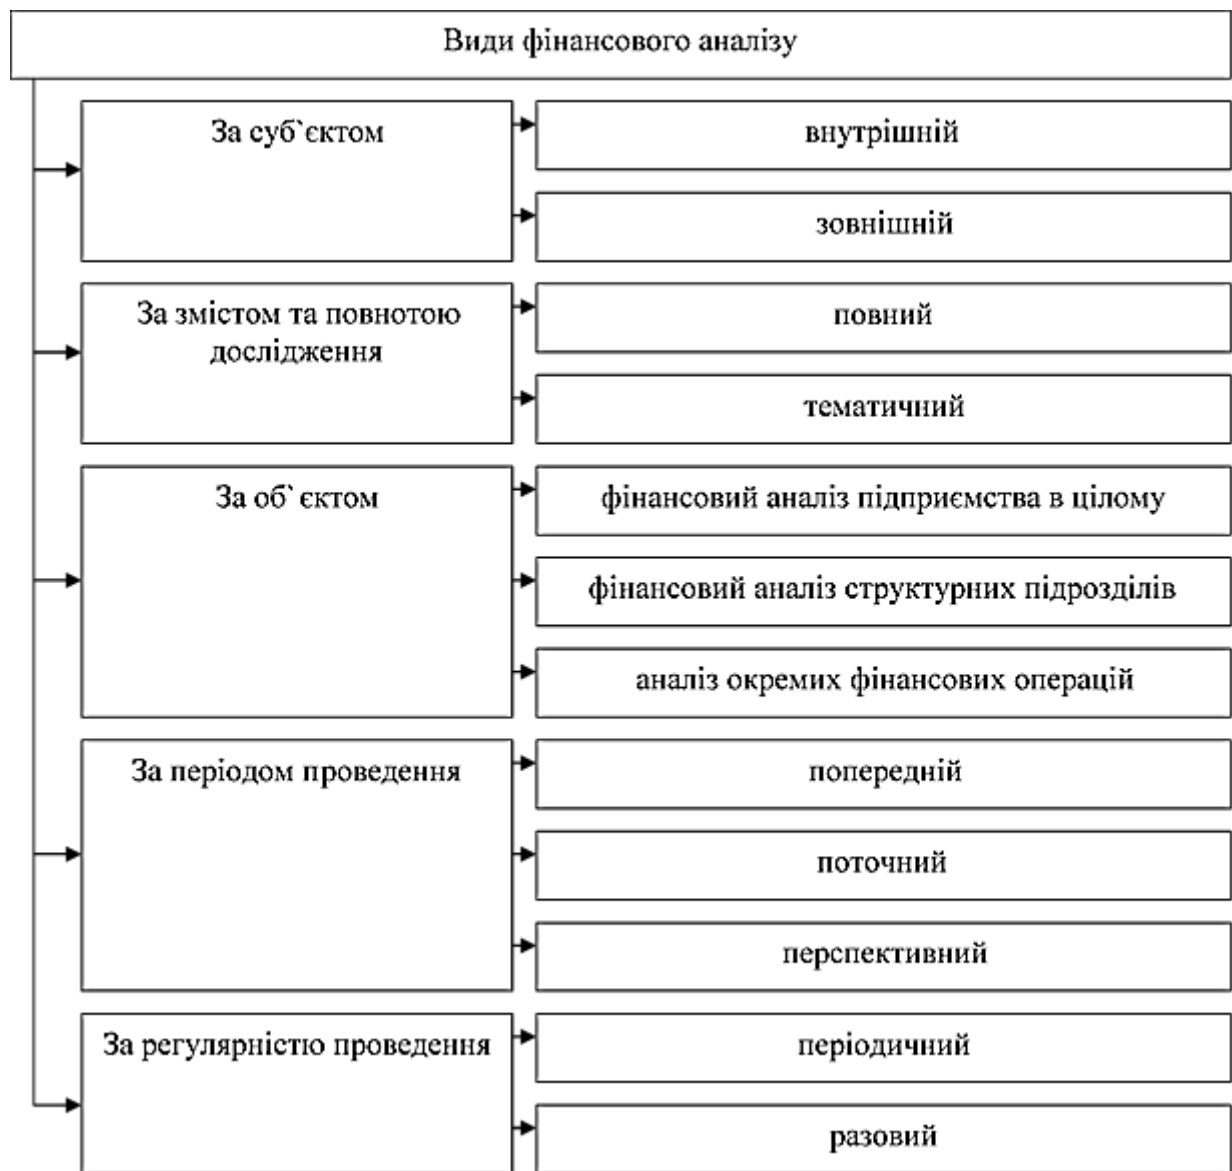 Види фінансового аналізу
За суб`єктом
внутрішній
зовнішній
За змістом та повнотою
дослідження
повний
тематичний
За об`єктом
фінансовий аналіз підприємства в цілому
фінансовий аналіз структурних підрозділів
аналіз окремих фінансових операцій
За періодом проведення
попередній
поточний
перспективний
За регулярністю проведення
періодичний
разовий